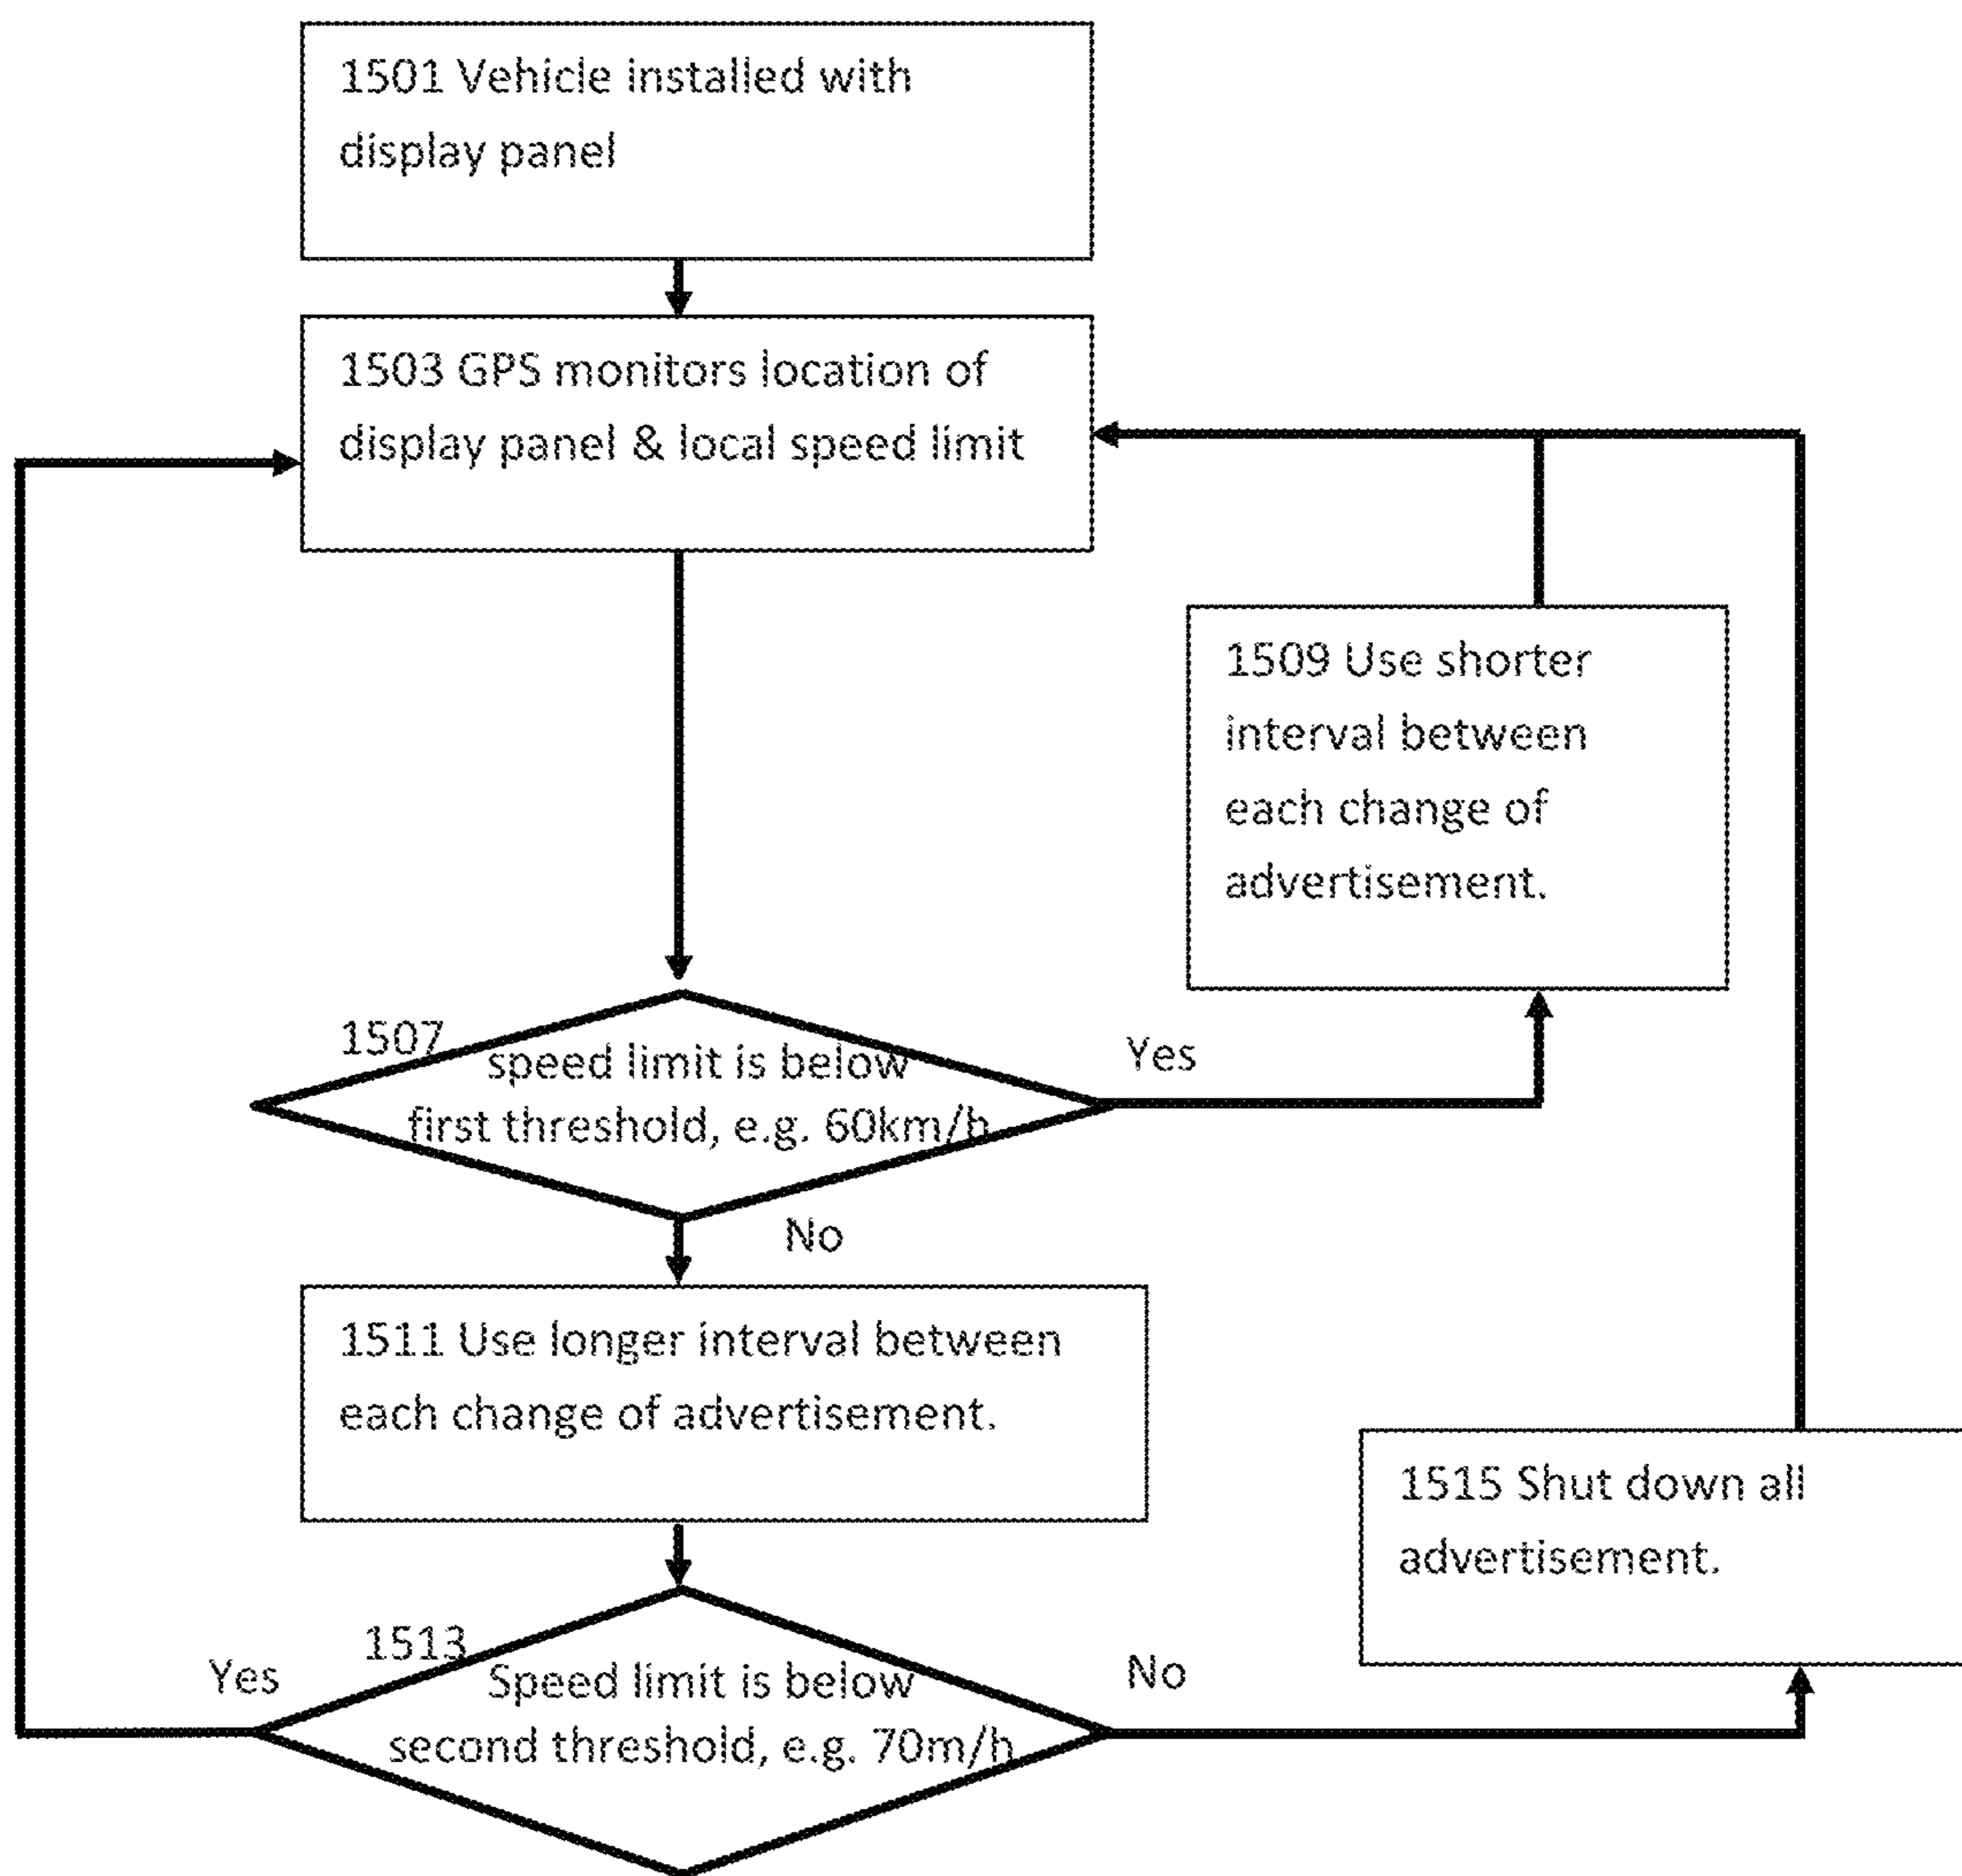 1501 Vehicle installed with
display panel
1503 GPS monitors location of
display panel & local speed limit
1509 Use shorter
interval between
each change of
advertisement.
1507
speed limit is below
first threshold, e.g. 60km/h
Yes
No
1511 Use longer interval between
each change of advertisement.
1515 Shut down all
advertisement.
1513
Yes
Speed limit is below
second threshold, e.g. 70m/h
No